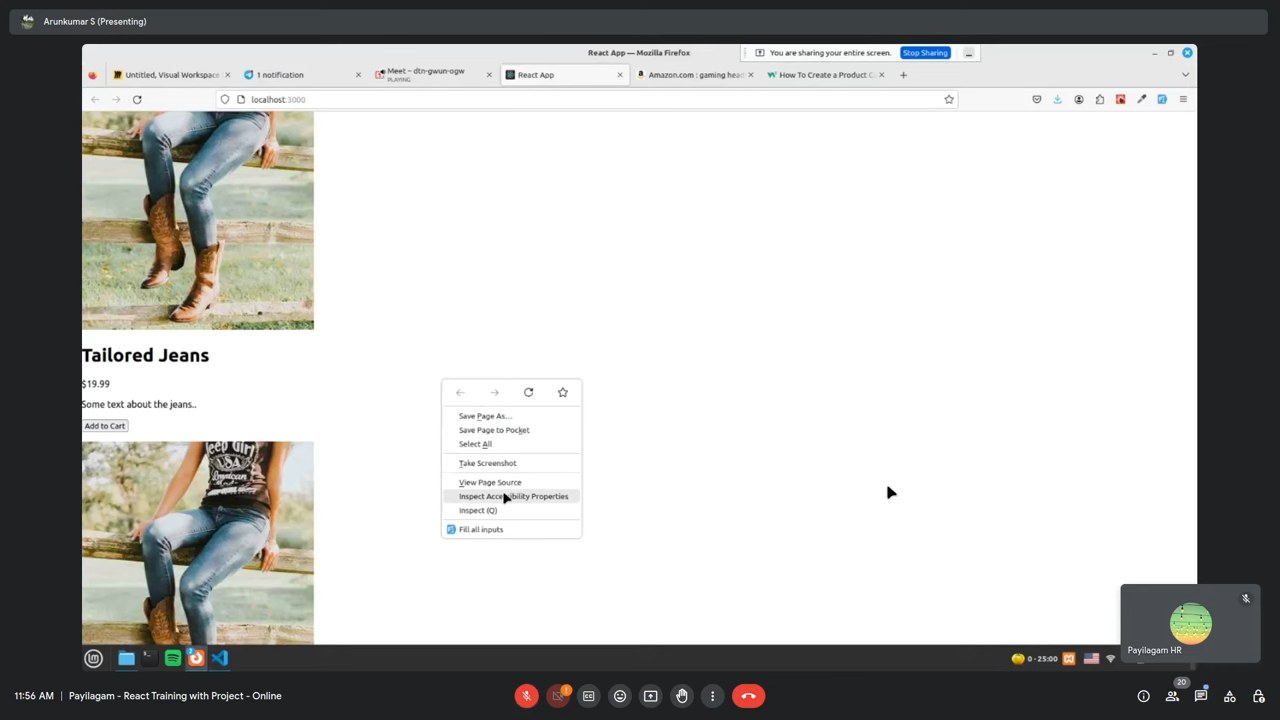 Arunkumar S (Presenting)
React App — Mozilla Firefox
You are sharing your entire screen.
Stop Sharing
Untitled, Visual Workspace
1 notification
Meet – dtn-gwun-ogw
PLAYING
React App
Amazon.com : gaming head
How To Create a Product C
localhost:3000
Tailored Jeans
$19.99
Some text about the jeans..
Add to Cart
Save Page As...
Save Page to Pocket
Select All
Take Screenshot
View Page Source
Inspect Accessibility Properties
Inspect (Q)
Fill all inputs
KEEP GIRL
USA
Payilagam HR
0 - 25:00
11:56 AM | Payilagam - React Training with Project - Online
20